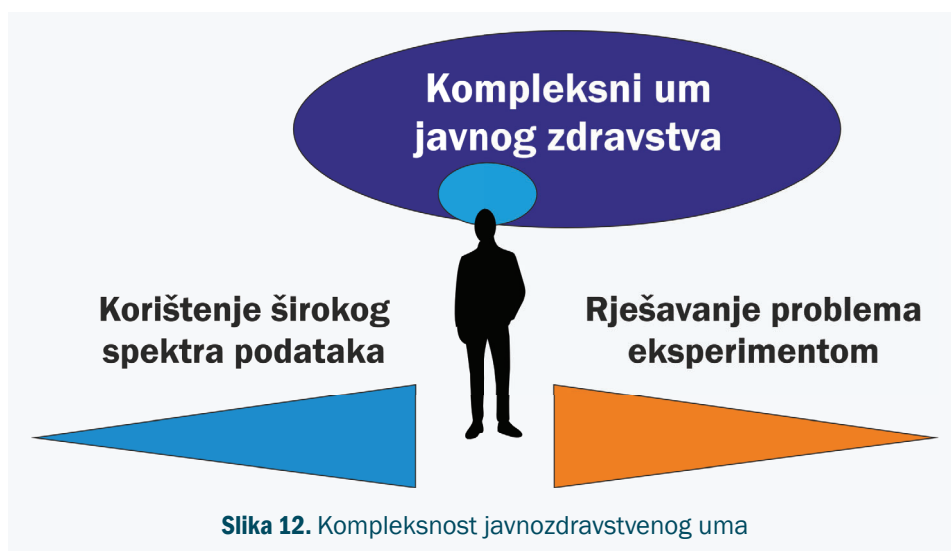 Kompleksni um
javnog zdravstva
Korištenje širokog
spektra podataka
Rješavanje problema
eksperimentom
Slika 12. Kompleksnost javnozdravstvenog uma